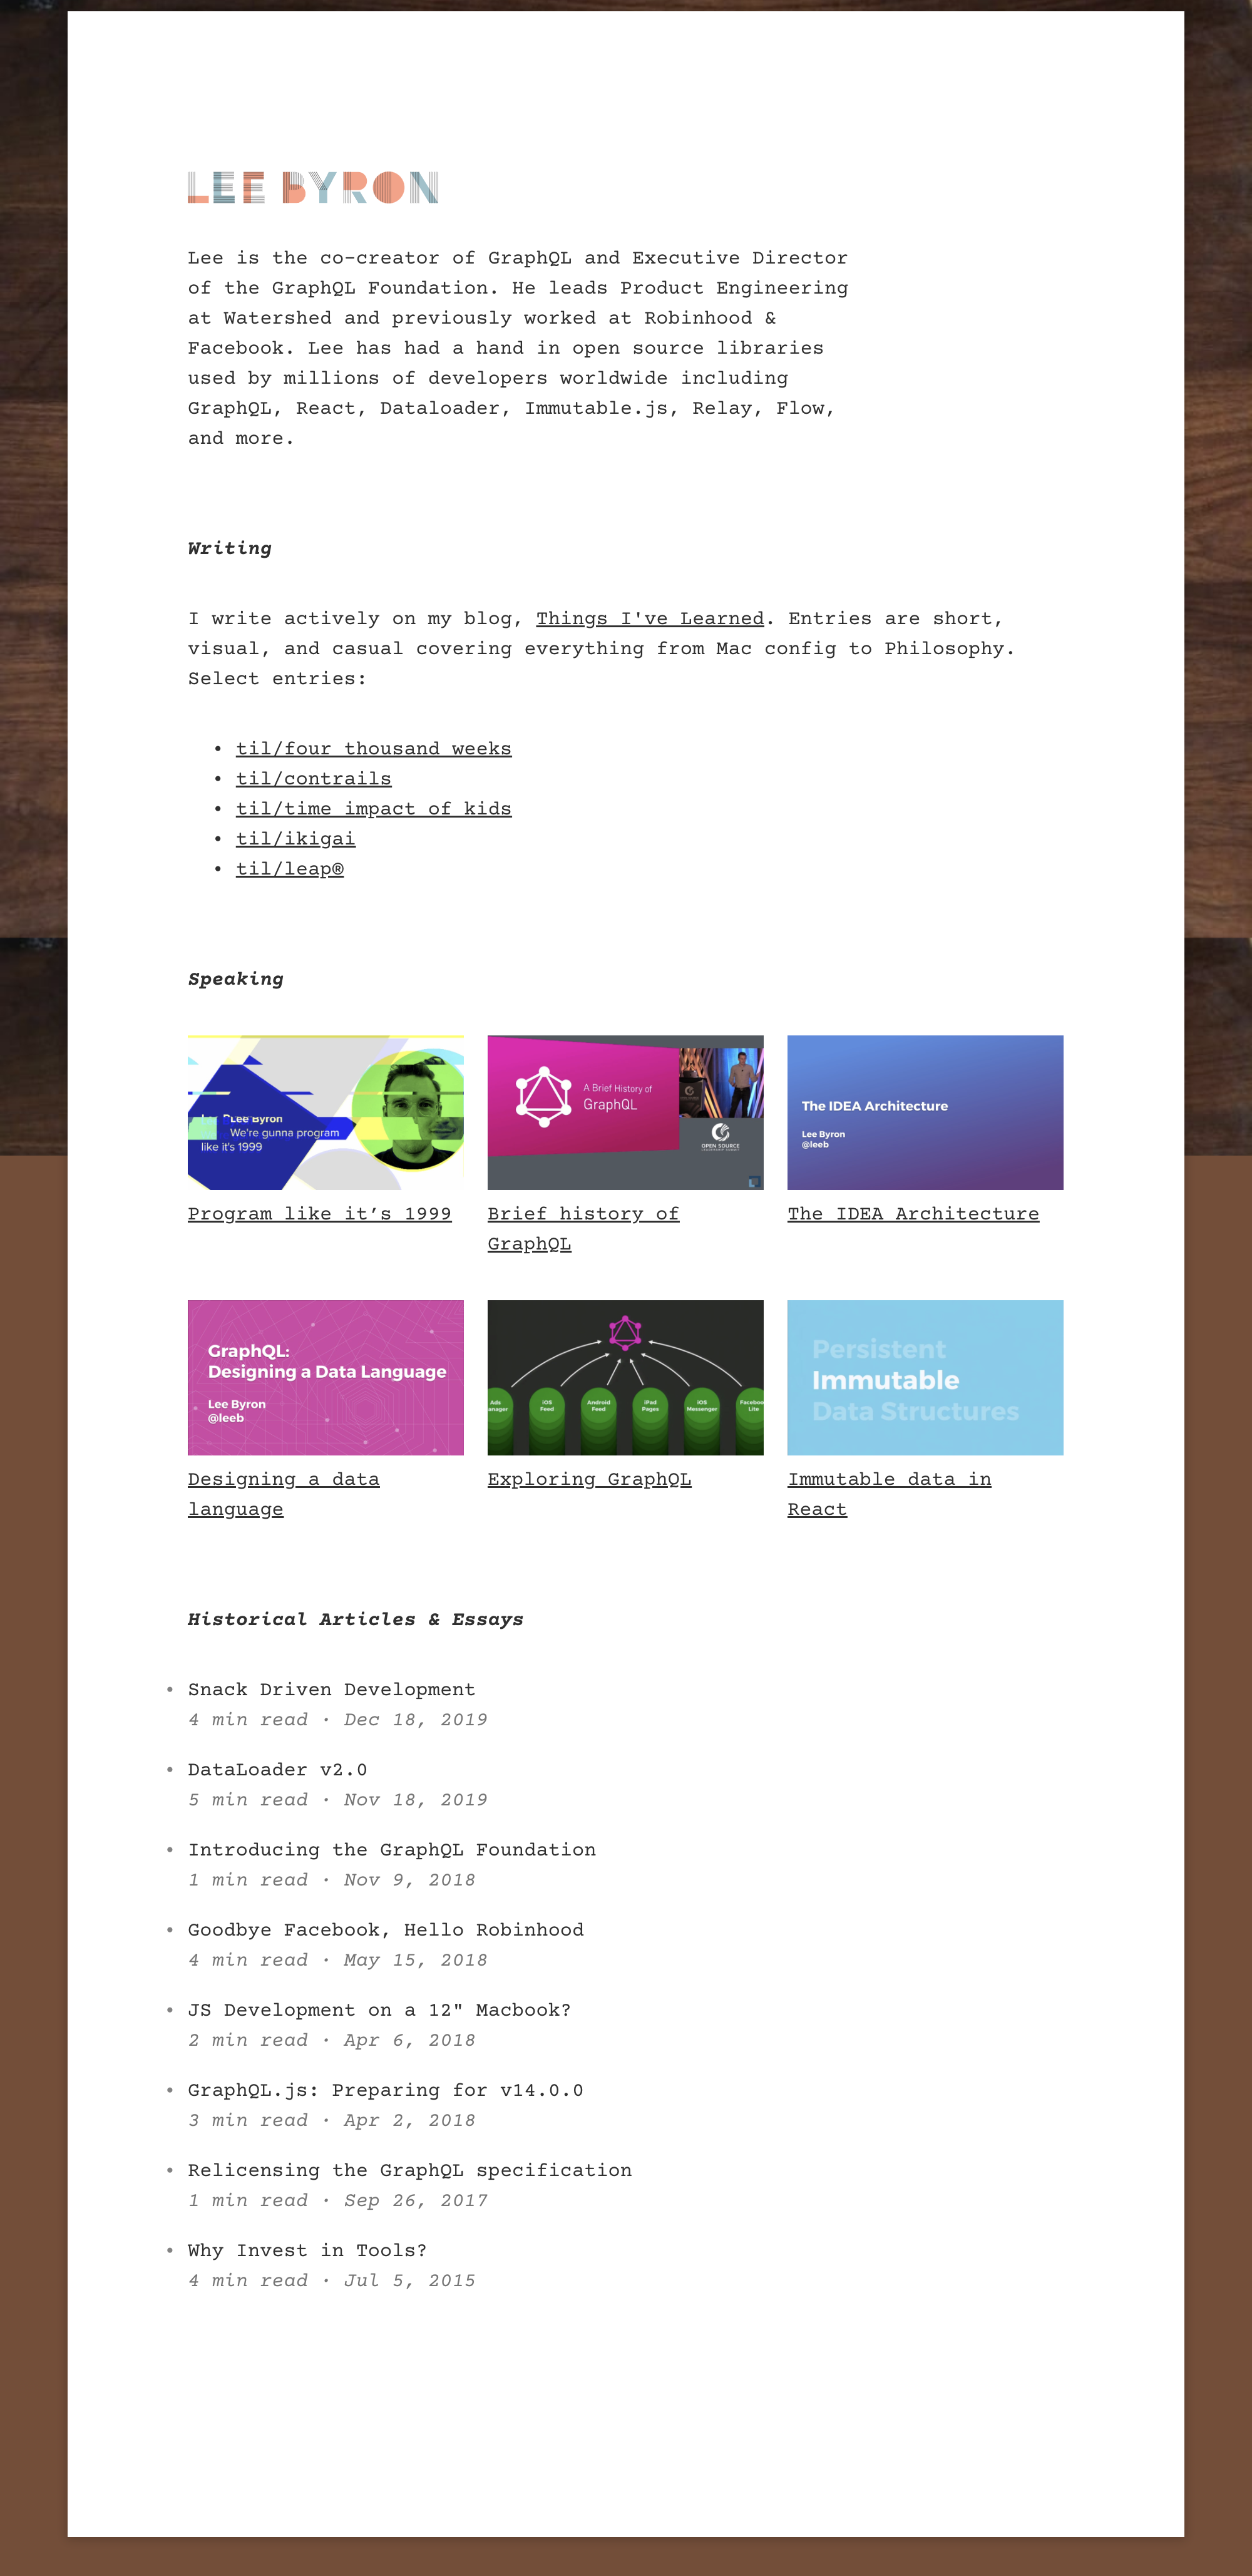 LEE BYRON
Lee is the co-creator of GraphQL and Executive Director
of the GraphQL Foundation. He leads Product Engineering
at Watershed and previously worked at Robinhood &
Facebook. Lee has had a hand in open source libraries
used by millions of developers worldwide including
GraphQL, React, Dataloader, Immutable.js, Relay, Flow,
and more.
Writing
I write actively on my blog, Things I've Learned. Entries are short,
visual, and casual covering everything from Mac config to Philosophy.
Select entries:
• til/four thousand weeks
• til/contrails
• til/time impact of kids
• til/ikigai
• til/leap®
Speaking
Lee Byron
We're gunna program
like it's 1999
Program like it’s 1999
A Brief History of
GraphQL
OPEN SOURCE
LEADERSHIP SUMMIT
Brief history of
GraphQL
The IDEA Architecture
Lee Byron
@leeb
The IDEA Architecture
GraphQL:
Designing a Data Language
Lee Byron
@leeb
Designing a data
language
Ads
anager
iOS
Feed
Android
Feed
iPad
Pages
iOS
Messenger
Faceboo
Lite
Exploring GraphQL
Persistent
Immutable
Data Structures
Immutable data in
React
Historical Articles & Essays
• Snack Driven Development
4 min read · Dec 18, 2019
• DataLoader v2.0
5 min read · Nov 18, 2019
• Introducing the GraphQL Foundation
1 min read · Nov 9, 2018
• Goodbye Facebook, Hello Robinhood
4 min read · May 15, 2018
• JS Development on a 12" Macbook?
2 min read · Apr 6, 2018
• GraphQL.js: Preparing for v14.0.0
3 min read · Apr 2, 2018
• Relicensing the GraphQL specification
1 min read · Sep 26, 2017
• Why Invest in Tools?
4 min read · Jul 5, 2015